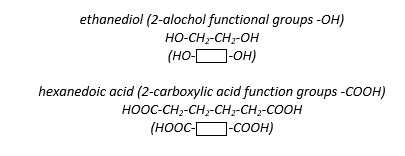 ethanediol (2-alochol functional groups -OH)
HO-CH₂-CH₂-OH
(HO-□-OH)
hexanedoic acid (2-carboxylic acid function groups -COOH)
HOOC-CH₂-CH₂-CH₂-CH₂-COOH
(HOOC-□-COOH)